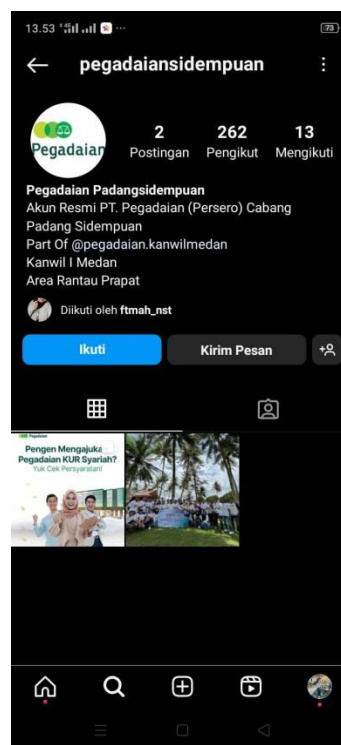 13.53
73
pegadaiansidempuan
Pegadaian
2 262 13
Postingan Pengikut Mengikuti
Pegadaian Padangsidempuan
Akun Resmi PT. Pegadaian (Persero) Cabang
Padang Sidempuan
Part Of @pegadaian.kanwilmedan
Kanwil I Medan
Area Rantau Prapat
Diikuti oleh ftmah_nst
Ikuti Kirim Pesan
Pegadaian
Pengen Mengajuka
Pegadaian KUR Syariah?
Yuk Cek Persyaratan!